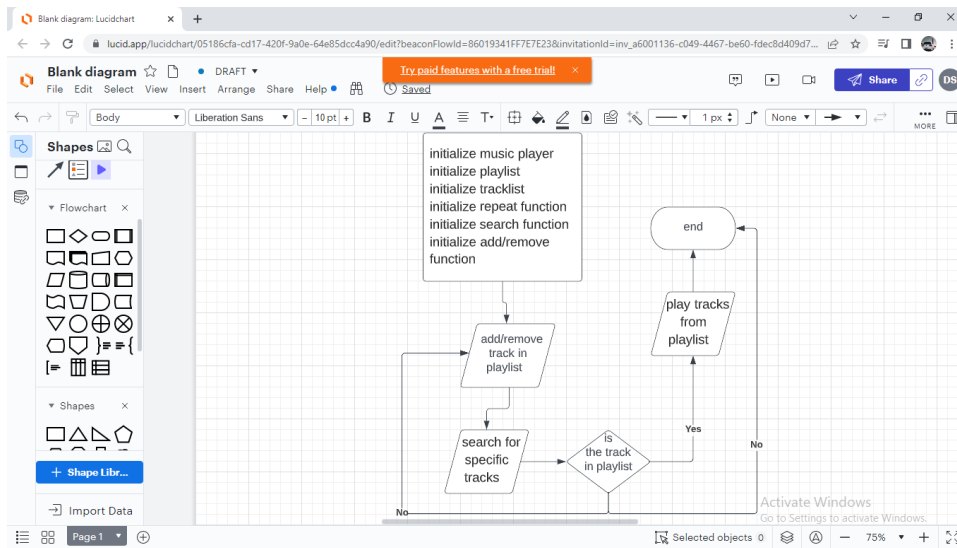 Blank diagram: Lucidchart
lucid.app/lucidchart/05186cfa-cd17-420f-9a0e-64e85dcc4a90/edit?beaconFlowId=86019341FF7E7E23&invitationId=inv_a6001136-c049-4467-be60-fdec8d409d7...
Blank diagram DRAFT
Try paid features with a free trial!
File Edit Select View Insert Arrange Share Help Saved
Share
DS
Body Liberation Sans 10 pt B I U A T 1 px None MORE
Shapes
Flowchart
Shapes
Shape Libr...
Import Data
initialize music player
initialize playlist
initialize tracklist
initialize repeat function
initialize search function
initialize add/remove
function
end
play tracks
from
playlist
add/remove
track in
playlist
search for
specific
tracks
is
the track
in playlist
Yes
No
No
Activate Windows
Go to Settings to activate Windows.
Page 1
Selected objects 0
75%